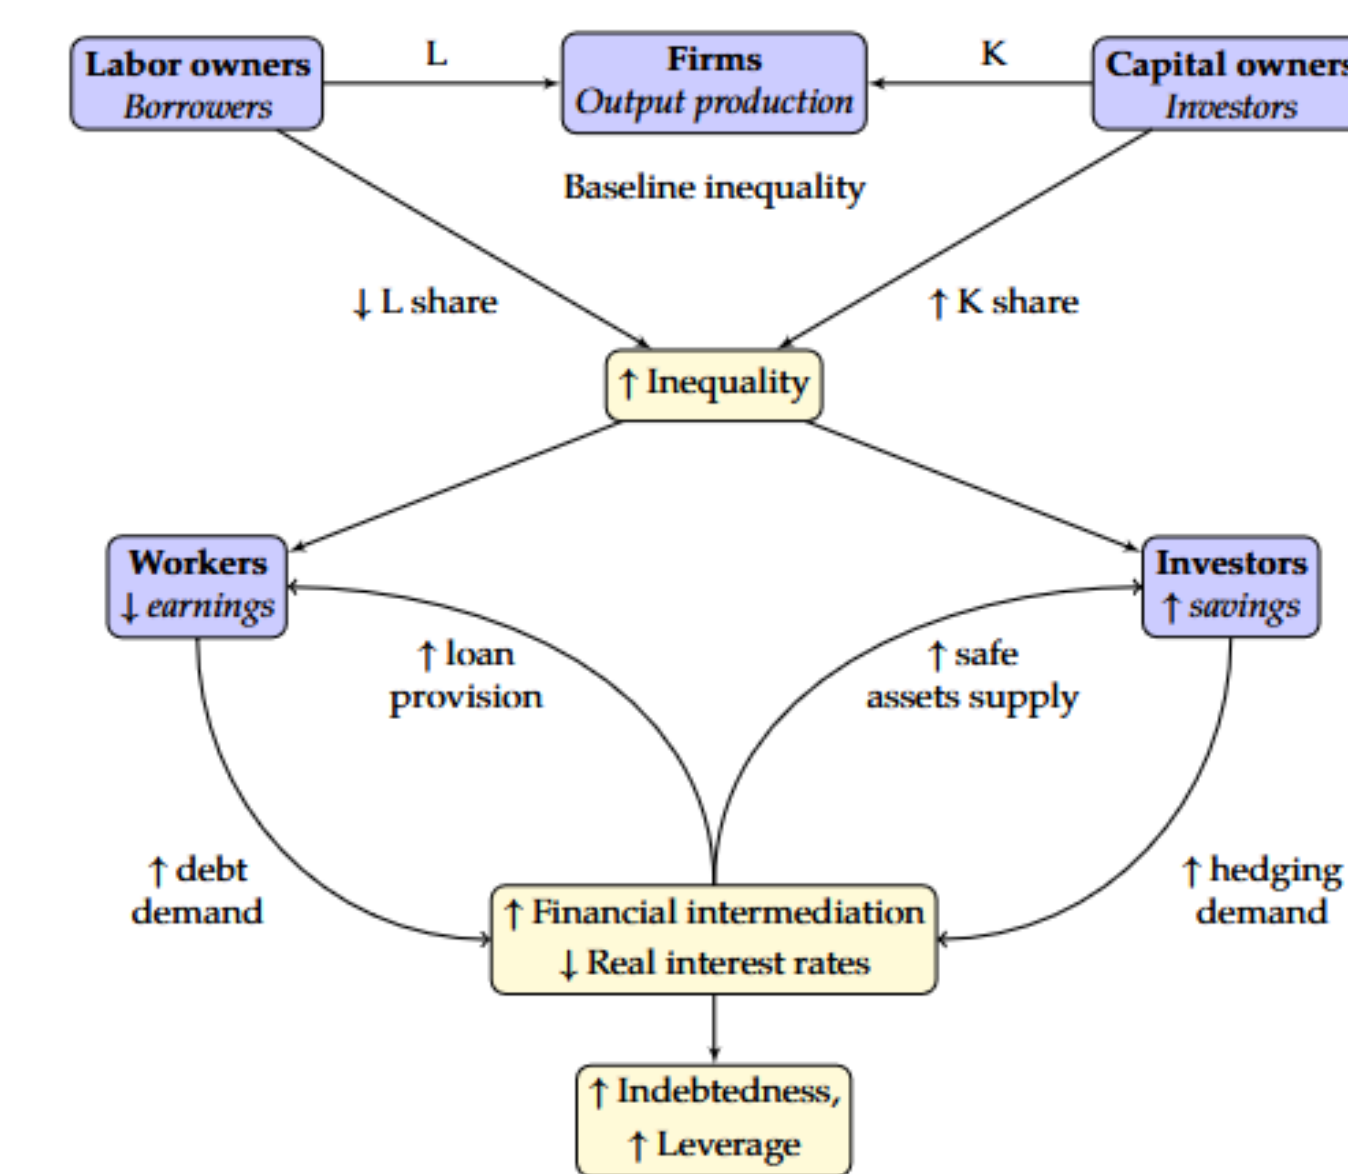 Labor owners
Borrowers
L
Firms
Output production
K
Capital owners
Investors
Baseline inequality
↓ L share
↑ K share
↑ Inequality
Workers
↓ earnings
Investors
↑ savings
↑ loan
provision
↑ safe
assets supply
↑ debt
demand
↑ hedging
demand
↑ Financial intermediation
↓ Real interest rates
↑ Indebtedness,
↑ Leverage